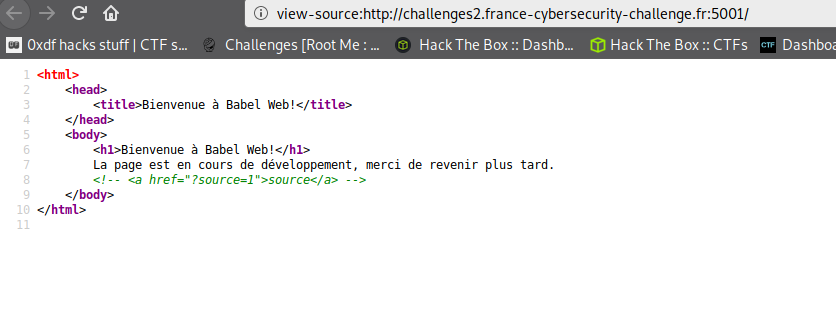 view-source:http://challenges2.france-cybersecurity-challenge.fr:5001/
0xdf hacks stuff | CTF s... Challenges [Root Me : ... Hack The Box :: Dashb... Hack The Box :: CTFs CTF Dashboa
1 <html>
2 <head>
3 <title>Bienvenue à Babel Web!</title>
4 </head>
5 <body>
6 <h1>Bienvenue à Babel Web!</h1>
7 La page est en cours de développement, merci de revenir plus tard.
8 <!-- <a href="?source=1">source</a> -->
9 </body>
10 </html>
11